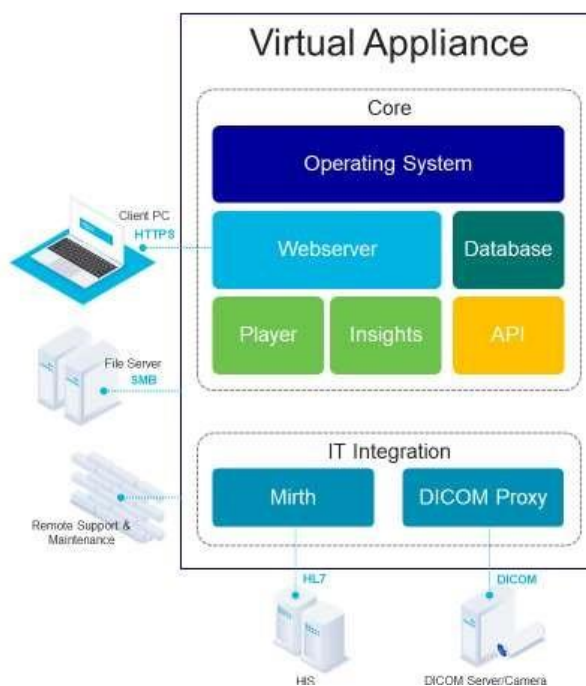 Virtual Appliance
Core
Operating System
Client PC
HTTPS
Webserver
Database
Player
Insights
API
File Server
SMB
IT Integration
Mirth
DICOM Proxy
Remote Support &
Maintenance
HL7
DICOM
HIS
DICOM Server/Camera